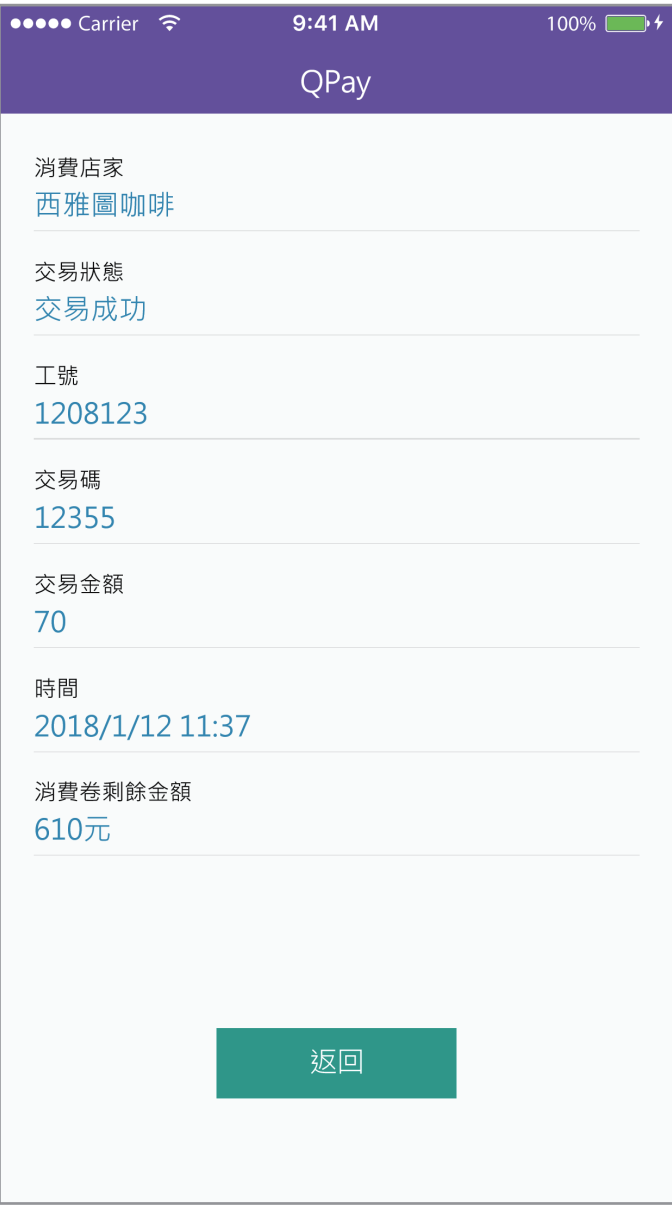 Carrier 9:41 AM 100%
QPay
消費店家
西雅圖咖啡
交易狀態
交易成功
工號
1208123
交易碼
12355
交易金額
70
時間
2018/1/12 11:37
消費卷剩餘金額
610元
返回